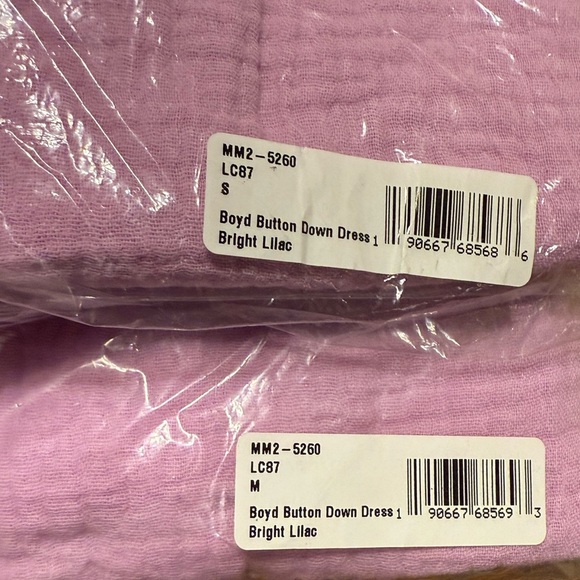 MM2-5260
LC87
S
Boyd Button Down Dress
Bright Lilac
1 90667 68568 6
MM2-5260
LC87
M
Boyd Button Down Dress
Bright Lilac
1 90667 68569 3